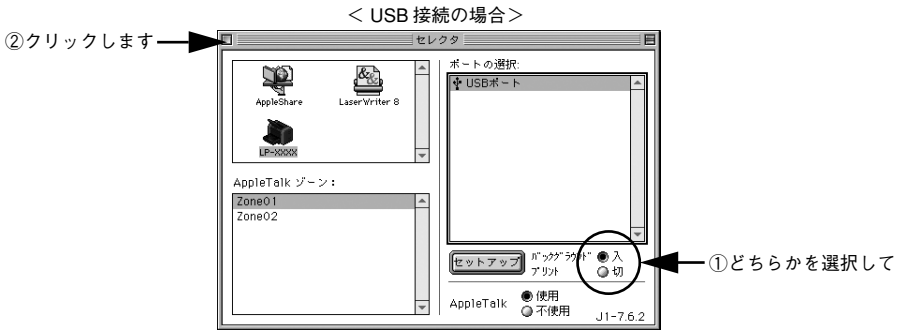 ＜ USB 接続の場合＞
②クリックします
セレクタ
AppleShare
LaserWriter 8
LP-XXXX
AppleTalk ゾーン：
Zone01
Zone02
ポートの選択:
USBポート
セットアップ
ﾊﾞｯｸｸﾞﾗｳﾝﾄﾞ
ﾌﾟﾘﾝﾄ
入
切
①どちらかを選択して
AppleTalk
使用
不使用
J1-7.6.2